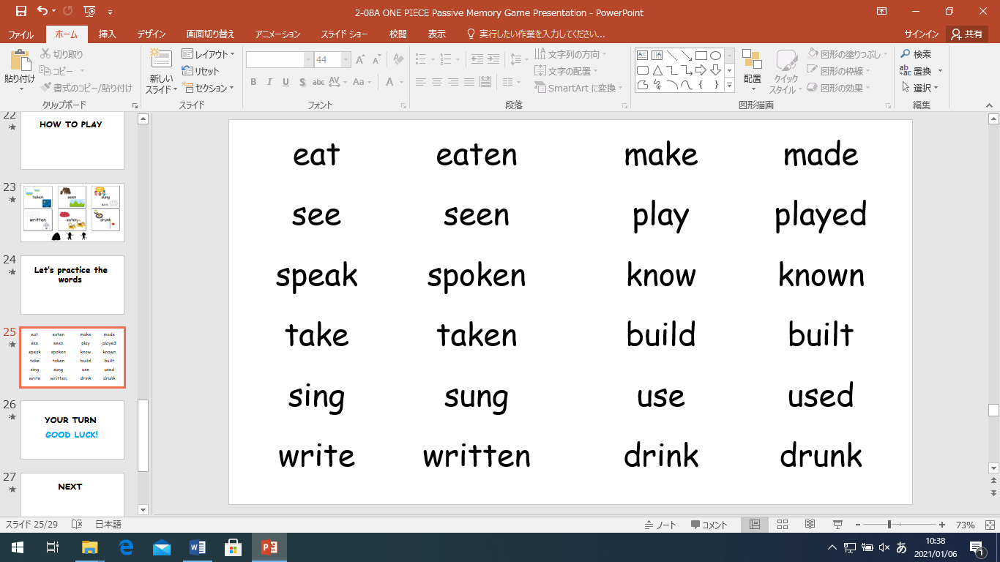 2-08A ONE PIECE Passive Memory Game Presentation - PowerPoint
ファイル ホーム 挿入 デザイン 画面切り替え アニメーション スライド ショー 校閲 表示 実行したい作業を入力してください... サインイン 共有
貼り付け
切り取り
コピー
書式のコピー/貼り付け
クリップボード
新しい
スライド
レイアウト
リセット
セクション
スライド
44
B I U S abc AV Aa A
フォント
文字列の方向
文字の配置
SmartArt に変換
段落
配置
クイック
スタイル
図形の塗りつぶし
図形の枠線
図形の効果
図形描画
検索
置換
選択
編集
22
HOW TO PLAY
23
taken seen sung
written eaten drunk
24
Let's practice the
words
25
eat eaten make made
see seen play played
speak spoken know known
take taken build built
sing sung use used
write written drink drunk
26
YOUR TURN
GOOD LUCK!
27
NEXT
eat eaten make made
see seen play played
speak spoken know known
take taken build built
sing sung use used
write written drink drunk
スライド 25/29 日本語 ノート コメント 73%
あ 10:38
2021/01/06
1